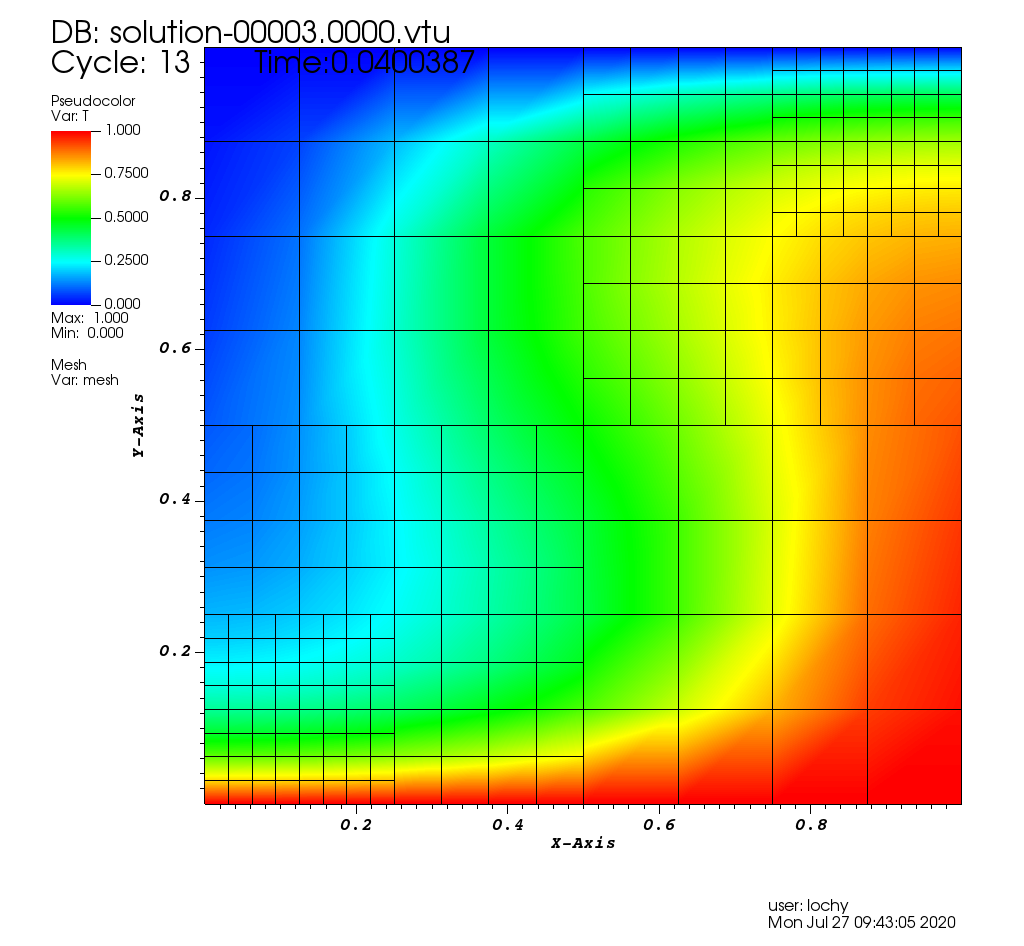 DB: solution-00003.0000.vtu
Cycle: 13 Time:0.0400387
Pseudocolor
Var: T
1.000
0.7500
0.5000
0.2500
0.000
Max: 1.000
Min: 0.000
Mesh
Var: mesh
0.8
0.6
Y-Axis
0.4
0.2
0.2 0.4 0.6 0.8
X-Axis
user: lochy
Mon Jul 27 09:43:05 2020